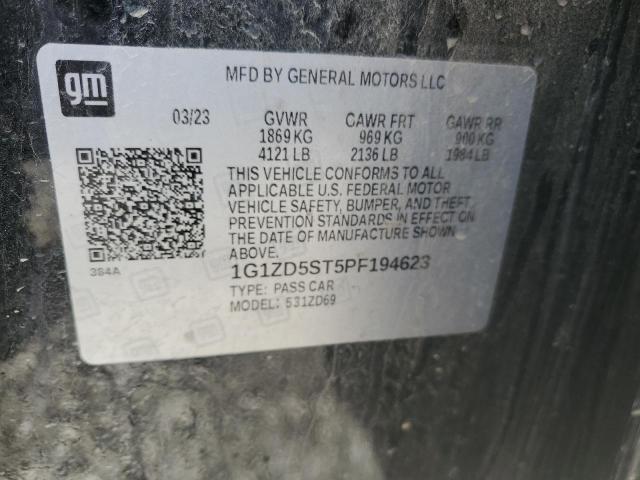 gm
MFD BY GENERAL MOTORS LLC
03/23 GVWR GAWR FRT GAWR RR
1869 KG 969 KG 900 KG
4121 LB 2136 LB 1984 LB
THIS VEHICLE CONFORMS TO ALL
APPLICABLE U.S. FEDERAL MOTOR
VEHICLE SAFETY, BUMPER, AND THEFT
PREVENTION STANDARDS IN EFFECT ON
THE DATE OF MANUFACTURE SHOWN
ABOVE.
384A
1G1ZD5ST5PF194623
TYPE: PASS CAR
MODEL: 531ZD69